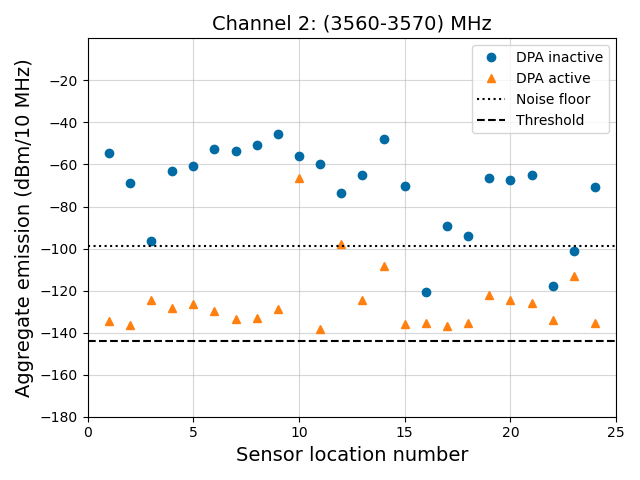 Channel 2: (3560-3570) MHz
DPA inactive
DPA active
Noise floor
Threshold
Aggregate emission (dBm/10 MHz)
−20
−40
−60
−80
−100
−120
−140
−160
−180
0 5 10 15 20 25
Sensor location number